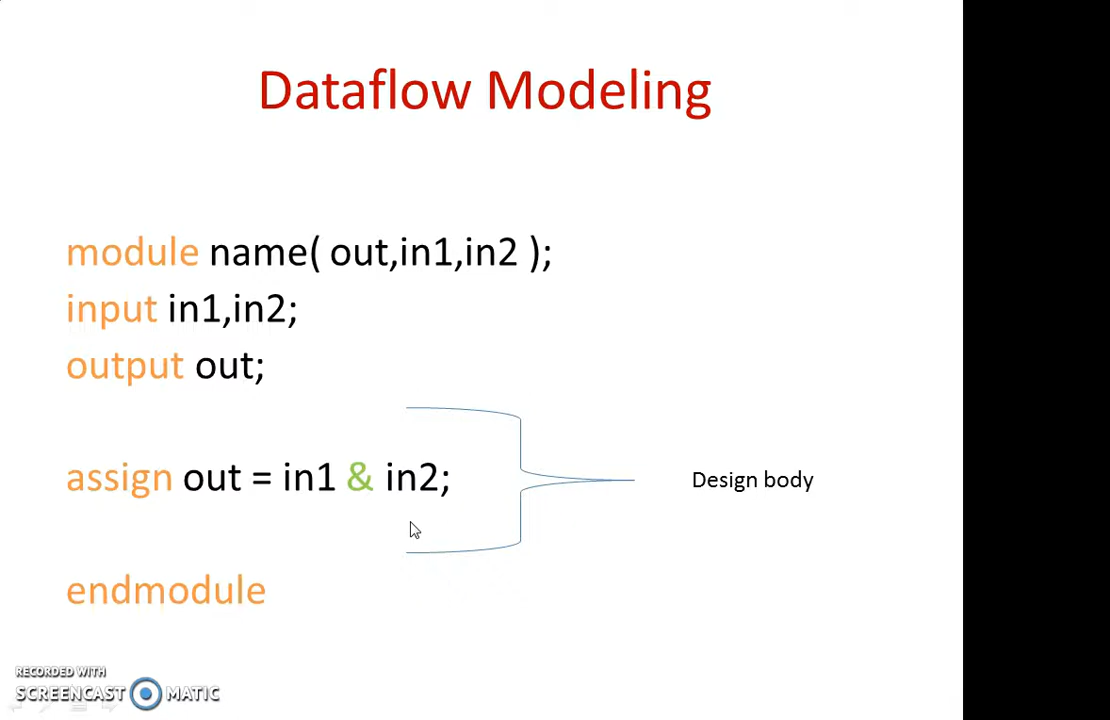 Dataflow Modeling
module name( out,in1,in2 );
input in1,in2;
output out;
assign out = in1 & in2;
Design body
endmodule
RECORDED WITH
SCREENCAST MATIC